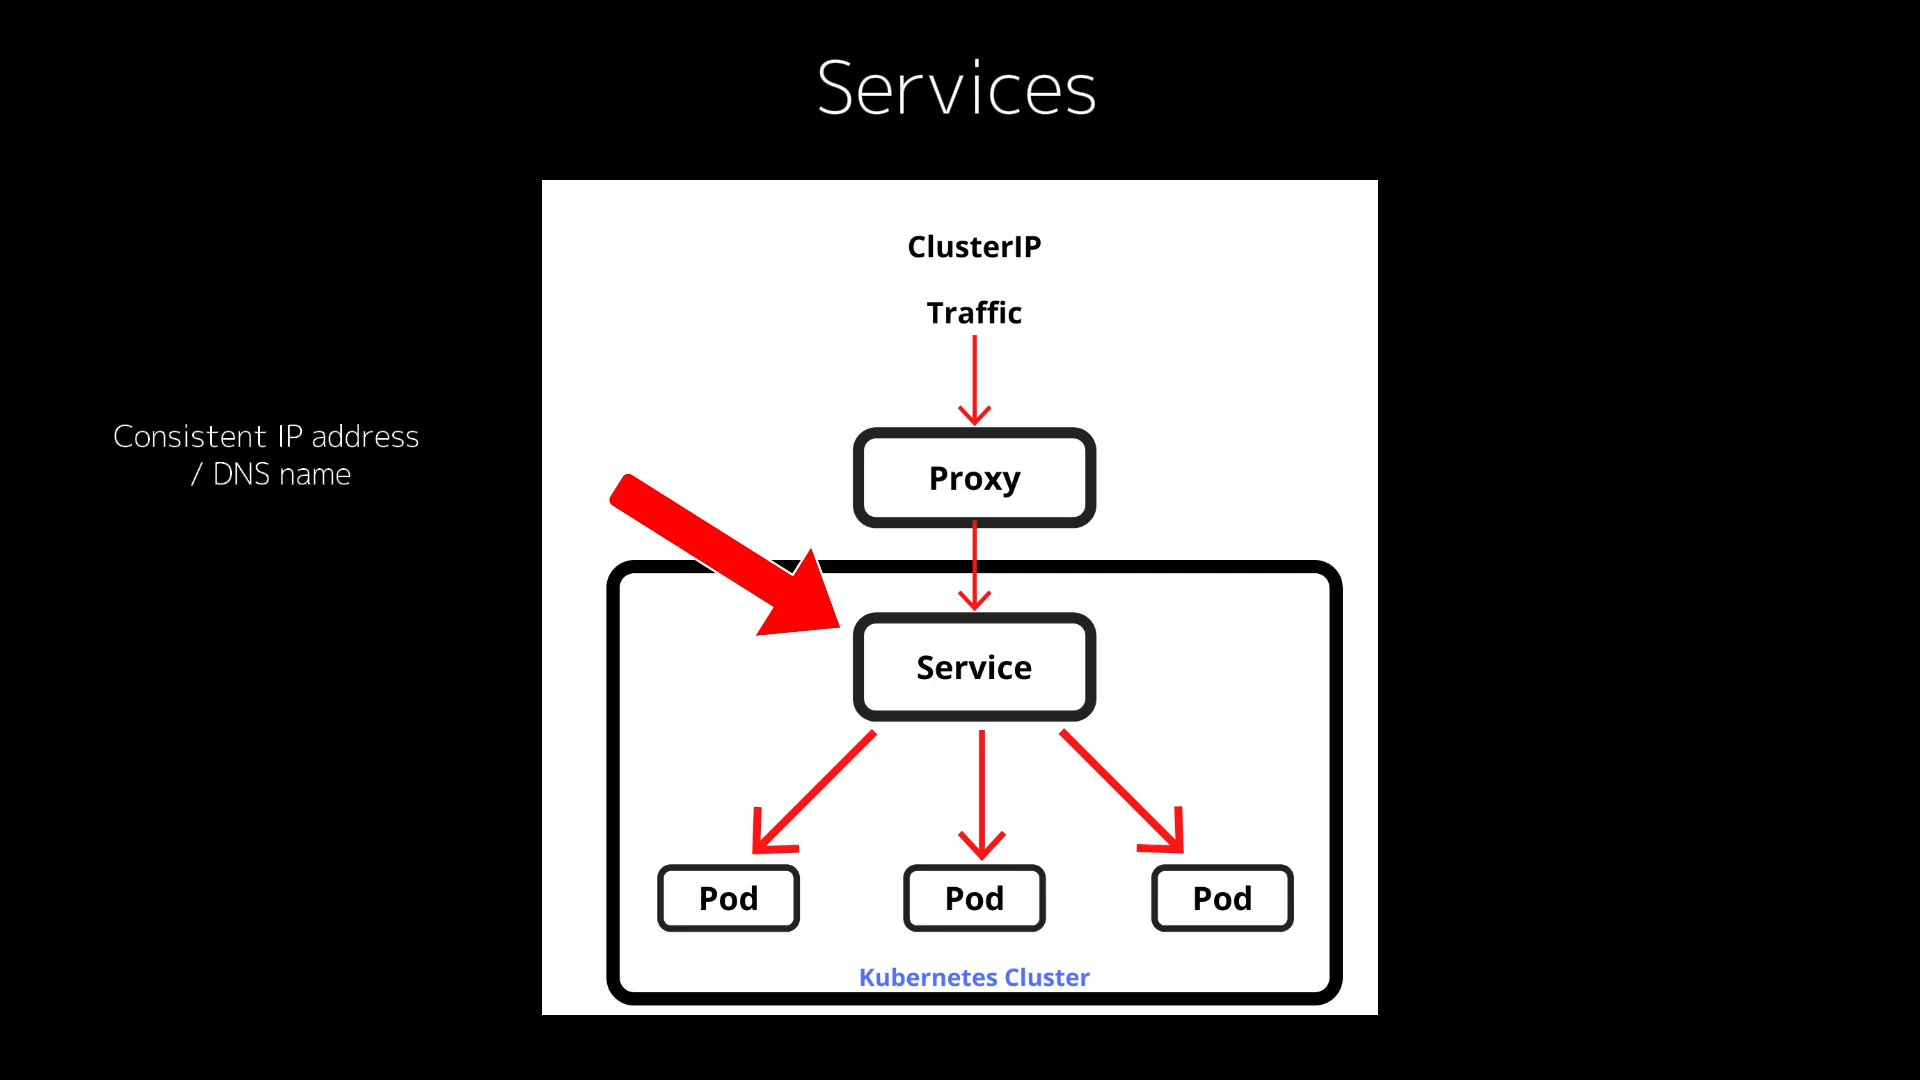 Services
Consistent IP address
/ DNS name
ClusterIP
Traffic
Proxy
Service
Pod
Pod
Pod
Kubernetes Cluster